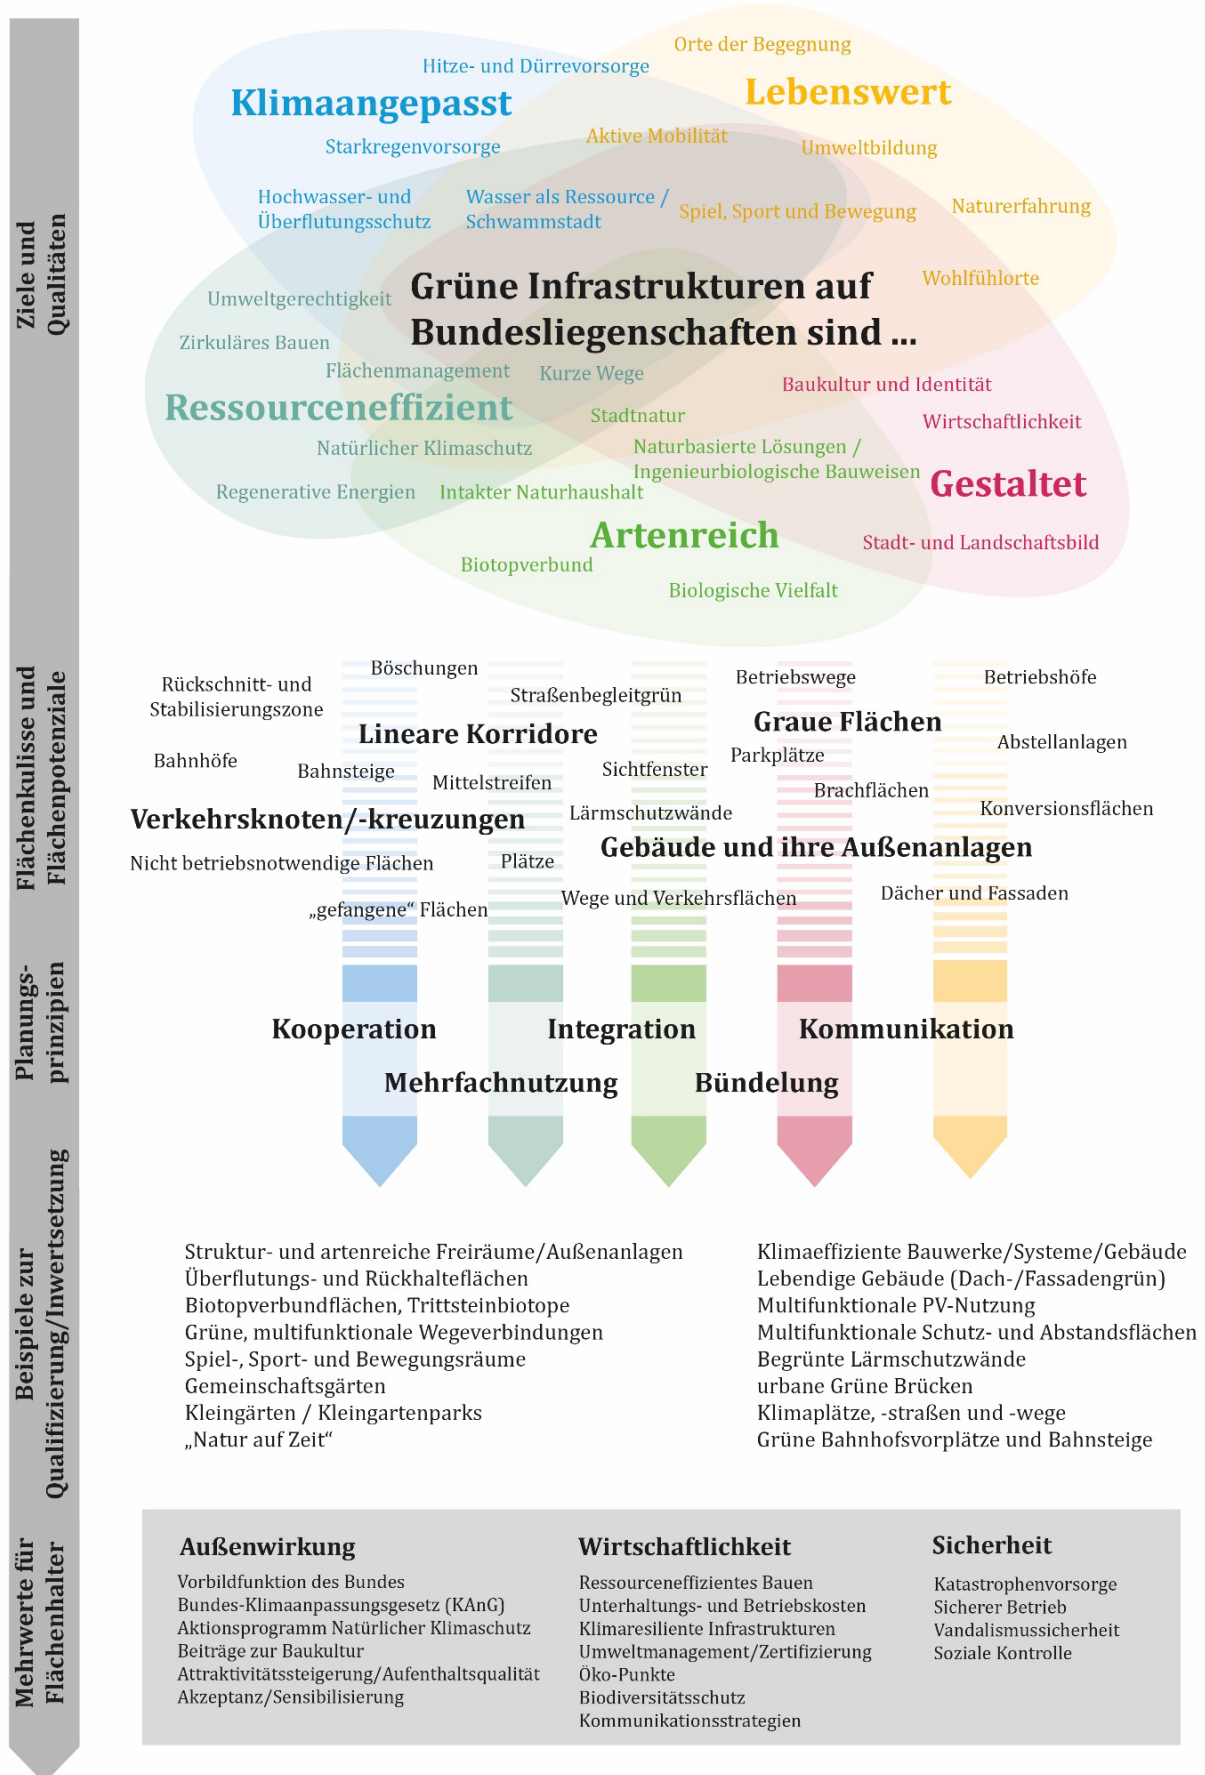 Ziele und
Qualitäten
Orte der Begegnung
Hitze- und Dürrevorsorge
Klimaangepasst
Lebenswert
Aktive Mobilität
Starkregenvorsorge
Umweltbildung
Hochwasser- und
Überflutungsschutz
Wasser als Ressource /
Schwammstadt
Spiel, Sport und Bewegung
Naturerfahrung
Grüne Infrastrukturen auf
Bundesliegenschaften sind ...
Wohlfühlorte
Umweltgerechtigkeit
Zirkuläres Bauen
Flächenmanagement
Kurze Wege
Baukultur und Identität
Ressourceneffizient
Stadtnatur
Wirtschaftlichkeit
Natürlicher Klimaschutz
Naturbasierte Lösungen /
Ingenieurbiologische Bauweisen
Gestaltet
Regenerative Energien
Intakter Naturhaushalt
Artenreich
Stadt- und Landschaftsbild
Biotopverbund
Biologische Vielfalt
Flächenkulisse und
Flächenpotenziale
Böschungen
Rückschnitt- und
Stabilisierungszone
Straßenbegleitgrün
Betriebswege
Betriebshöfe
Lineare Korridore
Graue Flächen
Abstellanlagen
Bahnhöfe
Bahnsteige
Mittelstreifen
Sichtfenster
Parkplätze
Brachflächen
Konversionsflächen
Verkehrsknoten/-kreuzungen
Lärmschutzwände
Gebäude und ihre Außenanlagen
Nicht betriebsnotwendige Flächen
Plätze
„gefangene“ Flächen
Wege und Verkehrsflächen
Dächer und Fassaden
Planungs-
prinzipien
Kooperation
Integration
Kommunikation
Mehrfachnutzung
Bündelung
Beispiele zur
Qualifizierung/Inwertsetzung
Struktur- und artenreiche Freiräume/Außenanlagen
Überflutungs- und Rückhalteflächen
Biotopverbundflächen, Trittsteinbiotope
Grüne, multifunktionale Wegeverbindungen
Spiel-, Sport- und Bewegungsräume
Gemeinschaftsgärten
Kleingärten / Kleingartenparks
„Natur auf Zeit“
Klimaeffiziente Bauwerke/Systeme/Gebäude
Lebendige Gebäude (Dach-/Fassadengrün)
Multifunktionale PV-Nutzung
Multifunktionale Schutz- und Abstandsflächen
Begrünte Lärmschutzwände
urbane Grüne Brücken
Klimaplätze, -straßen und -wege
Grüne Bahnhofsvorplätze und Bahnsteige
Mehrwerte für
Flächenhalter
Außenwirkung
Vorbildfunktion des Bundes
Bundes-Klimaanpassungsgesetz (KAnG)
Aktionsprogramm Natürlicher Klimaschutz
Beiträge zur Baukultur
Attraktivitätssteigerung/Aufenthaltsqualität
Akzeptanz/Sensibilisierung
Wirtschaftlichkeit
Ressourceneffizientes Bauen
Unterhaltungs- und Betriebskosten
Klimaresiliente Infrastrukturen
Umweltmanagement/Zertifizierung
Öko-Punkte
Biodiversitätsschutz
Kommunikationsstrategien
Sicherheit
Katastrophenvorsorge
Sicherer Betrieb
Vandalismussicherheit
Soziale Kontrolle